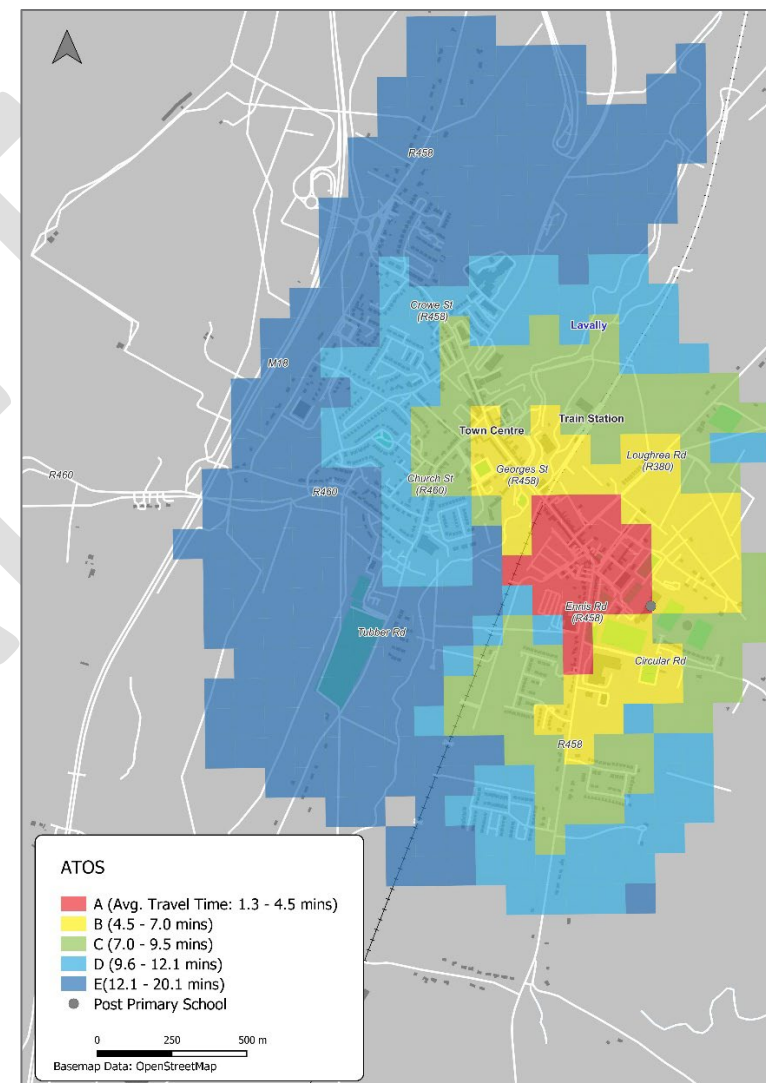 R458
Crowe St
(R458)
Lavally
M18
Train Station
Town Centre
Loughrea Rd
(R380)
Georges St
(R458)
Church St
(R460)
R460
R460
Ennis Rd
(R458)
Tubber Rd
Circular Rd
R458
ATOS
A (Avg. Travel Time: 1.3 - 4.5 mins)
B (4.5 - 7.0 mins)
C (7.0 - 9.5 mins)
D (9.6 - 12.1 mins)
E(12.1 - 20.1 mins)
Post Primary School
0 250 500 m
Basemap Data: OpenStreetMap